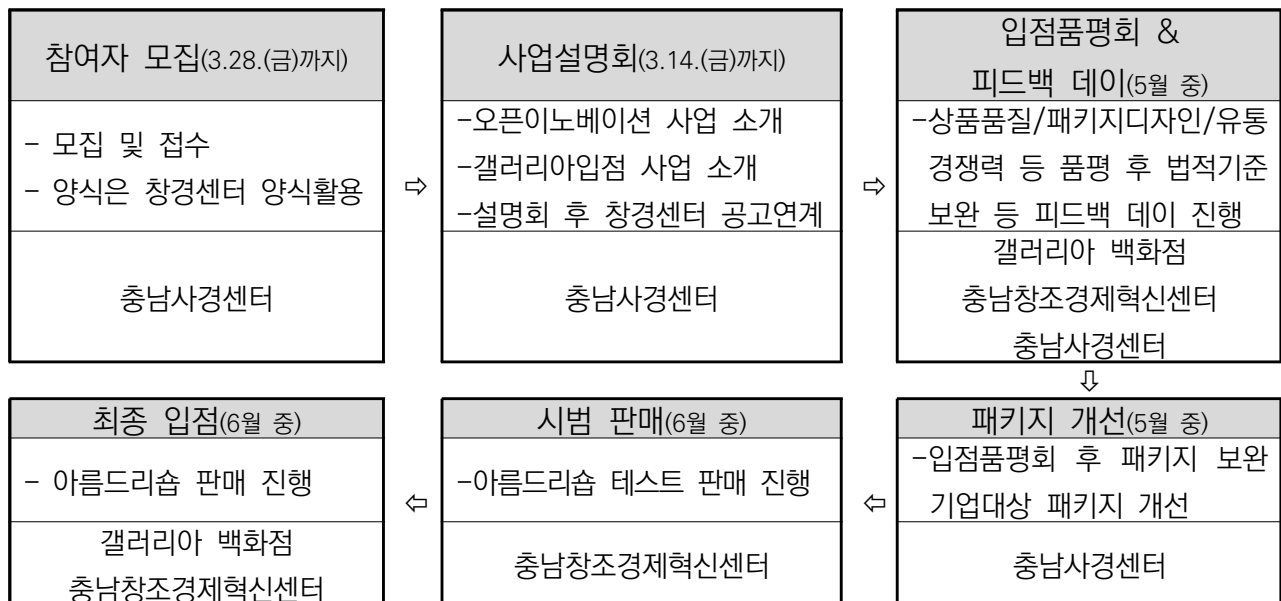 참여자 모집(3.28.(금)까지)
- 모집 및 접수
- 양식은 창경센터 양식활용
충남사경센터
⇨
사업설명회(3.14.(금)까지)
-오픈이노베이션 사업 소개
-갤러리아입점 사업 소개
-설명회 후 창경센터 공고연계
충남사경센터
⇨
입점품평회 &
피드백 데이(5월 중)
-상품품질/패키지디자인/유통
경쟁력 등 품평 후 법적기준
보완 등 피드백 데이 진행
갤러리아 백화점
충남창조경제혁신센터
충남사경센터
⇩
패키지 개선(5월 중)
-입점품평회 후 패키지 보완
기업대상 패키지 개선
충남사경센터
⇦
시범 판매(6월 중)
-아름드리숍 테스트 판매 진행
충남창조경제혁신센터
⇦
최종 입점(6월 중)
- 아름드리숍 판매 진행
갤러리아 백화점
충남창조경제혁신센터